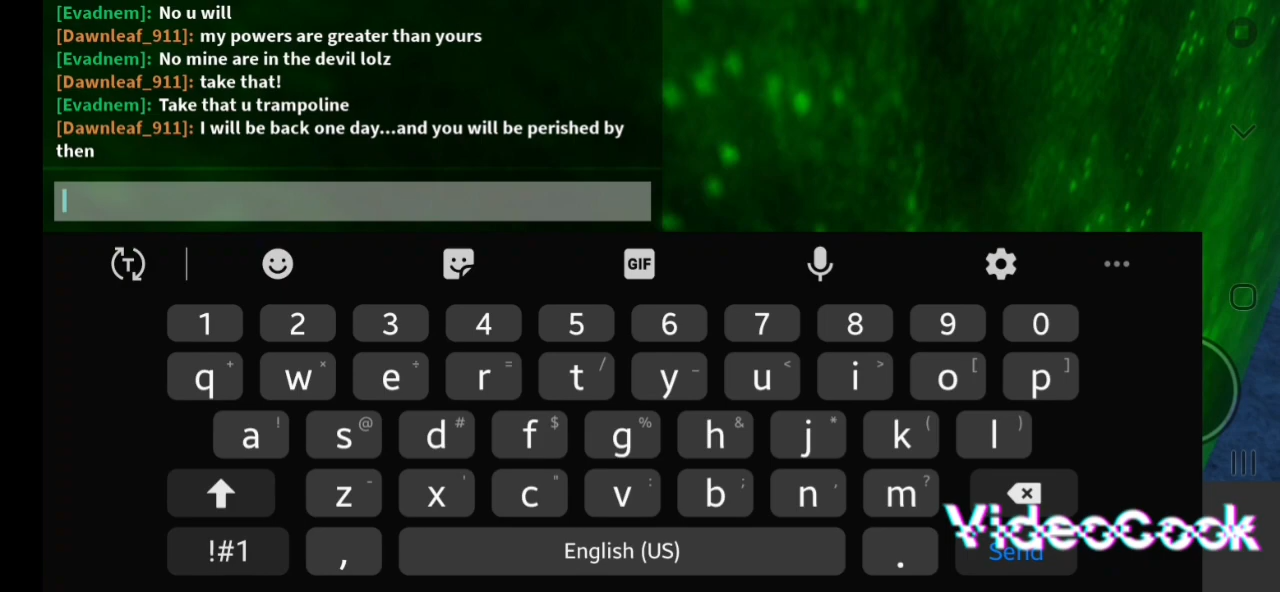 [Evadnem]: No u will
[Dawnleaf_911]: my powers are greater than yours
[Evadnem]: No mine are in the devil lolz
[Dawnleaf_911]: take that!
[Evadnem]: Take that u trampoline
[Dawnleaf_911]: I will be back one day...and you will be perished by
then
T GIF
1 2 3 4 5 6 7 8 9 0
q + w × e ÷ r = t / y _ u < i > o [ p ]
a ! s @ d # f $ g % h & j * k ( l )
z - x ' c " v : b ; n , m ?
!#1 , English (US) . Send
VideoCook